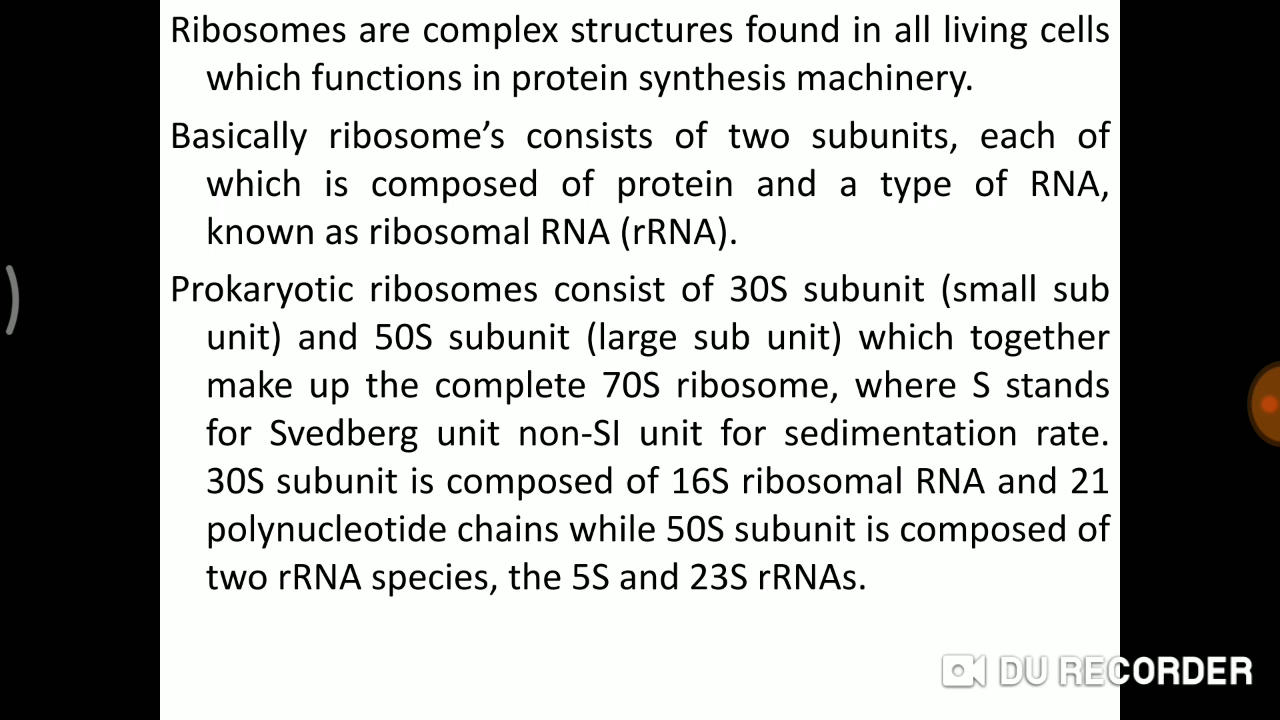 Ribosomes are complex structures found in all living cells
which functions in protein synthesis machinery.
Basically ribosome’s consists of two subunits, each of
which is composed of protein and a type of RNA,
known as ribosomal RNA (rRNA).
Prokaryotic ribosomes consist of 30S subunit (small sub
unit) and 50S subunit (large sub unit) which together
make up the complete 70S ribosome, where S stands
for Svedberg unit non-SI unit for sedimentation rate.
30S subunit is composed of 16S ribosomal RNA and 21
polynucleotide chains while 50S subunit is composed of
two rRNA species, the 5S and 23S rRNAs.
DU RECORDER